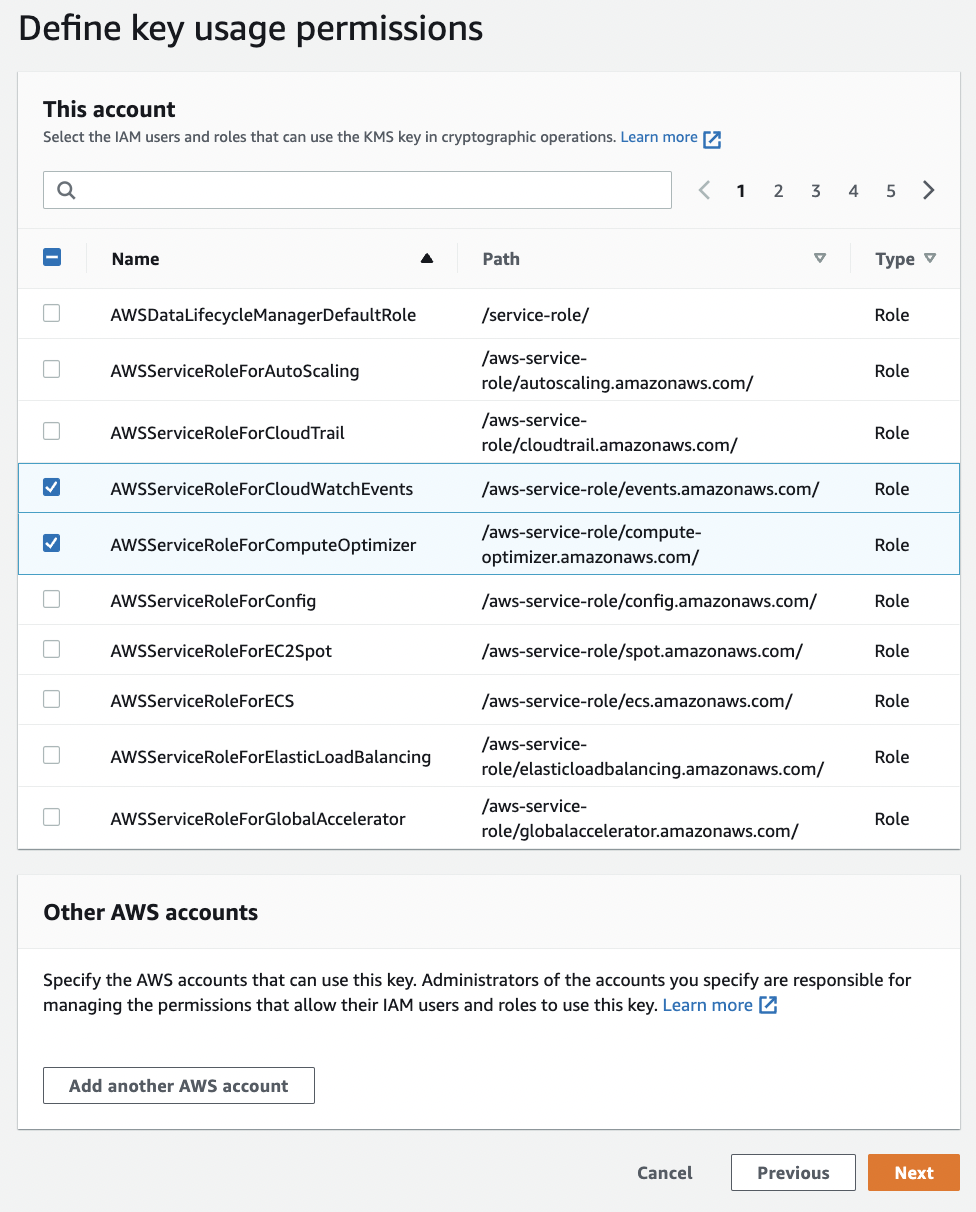 Define key usage permissions
This account
Select the IAM users and roles that can use the KMS key in cryptographic operations. Learn more
1 2 3 4 5
Name Path Type
AWSDataLifecycleManagerDefaultRole /service-role/ Role
/aws-service-
AWSServiceRoleForAutoScaling role/autoscaling.amazonaws.com/ Role
/aws-service-
AWSServiceRoleForCloudTrail role/cloudtrail.amazonaws.com/ Role
AWSServiceRoleForCloudWatchEvents /aws-service-role/events.amazonaws.com/ Role
/aws-service-role/compute-
AWSServiceRoleForComputeOptimizer optimizer.amazonaws.com/ Role
AWSServiceRoleForConfig /aws-service-role/config.amazonaws.com/ Role
AWSServiceRoleForEC2Spot /aws-service-role/spot.amazonaws.com/ Role
AWSServiceRoleForECS /aws-service-role/ecs.amazonaws.com/ Role
/aws-service-
AWSServiceRoleForElasticLoadBalancing role/elasticloadbalancing.amazonaws.com/ Role
/aws-service-
AWSServiceRoleForGlobalAccelerator role/globalaccelerator.amazonaws.com/ Role
Other AWS accounts
Specify the AWS accounts that can use this key. Administrators of the accounts you specify are responsible for
managing the permissions that allow their IAM users and roles to use this key. Learn more
Add another AWS account
Cancel Previous Next